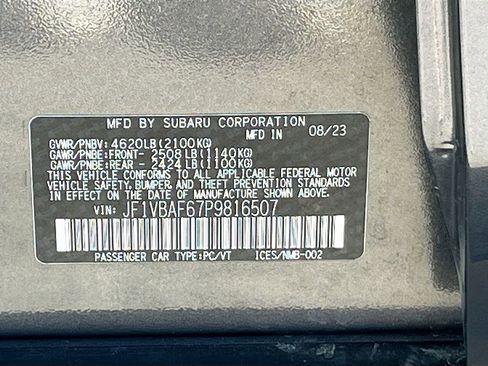 MFD BY SUBARU CORPORATION
MFD IN: 08/23
GVWR/PNBV: 4620LB(2100KG)
GAWR/PNBE:FRONT- 2508LB(1140KG)
GAWR/PNBE:REAR - 2424LB(1100KG)
THIS VEHICLE CONFORMS TO ALL APPLICABLE FEDERAL MOTOR
VEHICLE SAFETY, BUMPER, AND THEFT PREVENTION STANDARDS
IN EFFECT ON THE DATE OF MANUFACTURE SHOWN ABOVE.
VIN: JF1VBAF67P9816507
PASSENGER CAR TYPE:PC/VT ICES/NMB-002